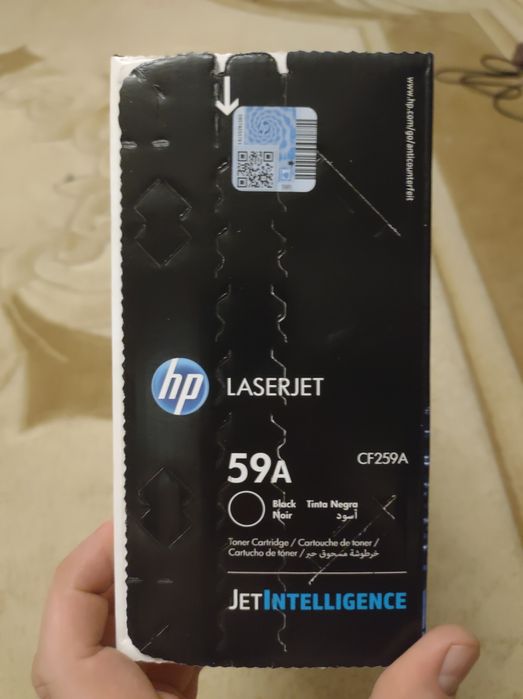 www.hp.com/go/anticounterfeit
hp LASERJET
59A
CF259A
Black Tinta Negra
Noir أسود
Toner Cartridge / Cartouche de toner /
Cartucho de tóner / خرطوشة مسحوق حبر
JETINTELLIGENCE